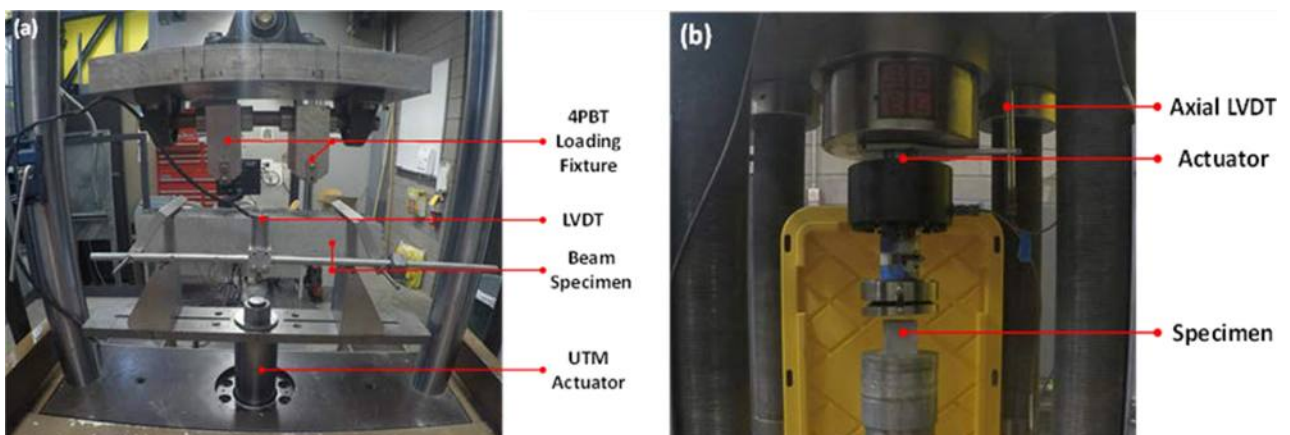 (a)
4PBT
Loading
Fixture
LVDT
Beam
Specimen
UTM
Actuator
(b)
Axial LVDT
Actuator
Specimen